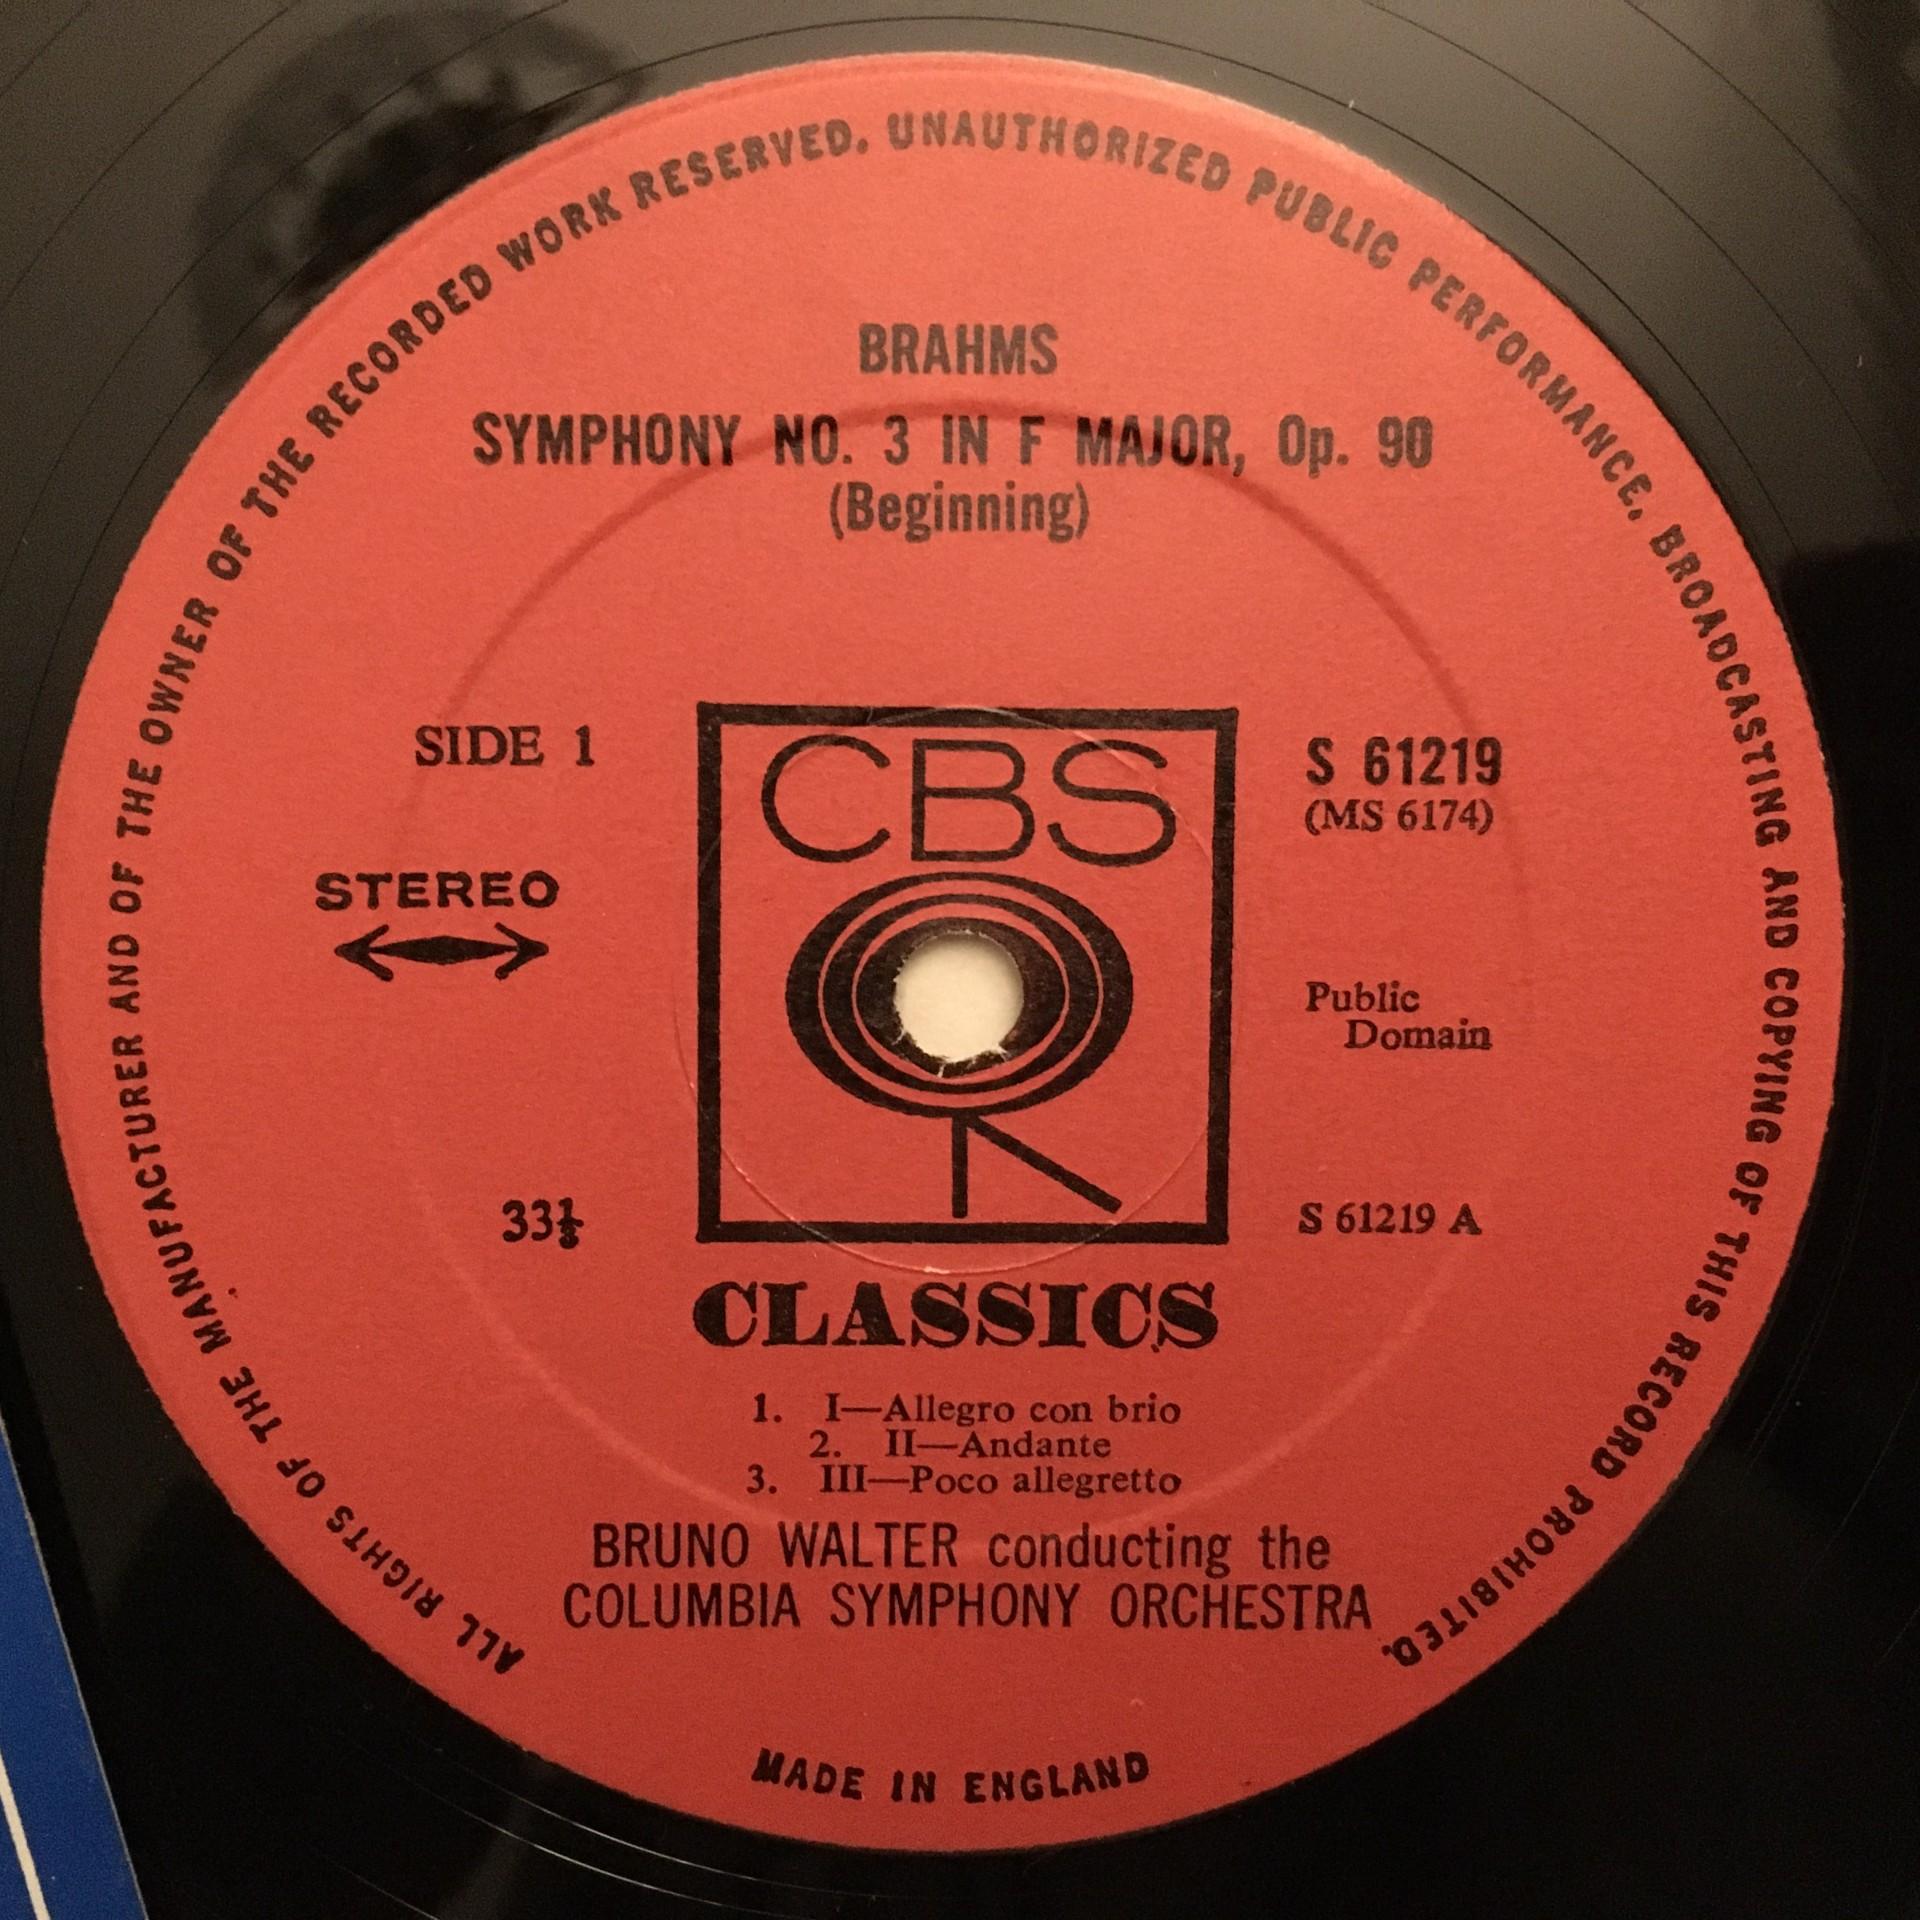 ALL RIGHTS OF THE MANUFACTURER AND OF THE OWNER OF THE RECORDED WORK RESERVED. UNAUTHORIZED PUBLIC PERFORMANCE, BROADCASTING AND COPYING OF THIS RECORD PROHIBITED.
BRAHMS
SYMPHONY NO. 3 IN F MAJOR, Op. 90
(Beginning)
SIDE 1
CBS
S 61219
(MS 6174)
STEREO
Public
Domain
33⅓
S 61219 A
CLASSICS
1. I—Allegro con brio
2. II—Andante
3. III—Poco allegretto
BRUNO WALTER conducting the
COLUMBIA SYMPHONY ORCHESTRA
MADE IN ENGLAND